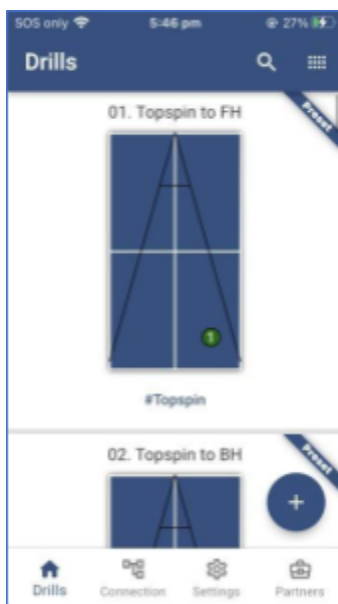 SOS only 5:46 pm 27%
Drills
01. Topspin to FH
Preset
1
#Topspin
02. Topspin to BH
Preset
+
Drills Connection Settings Partners